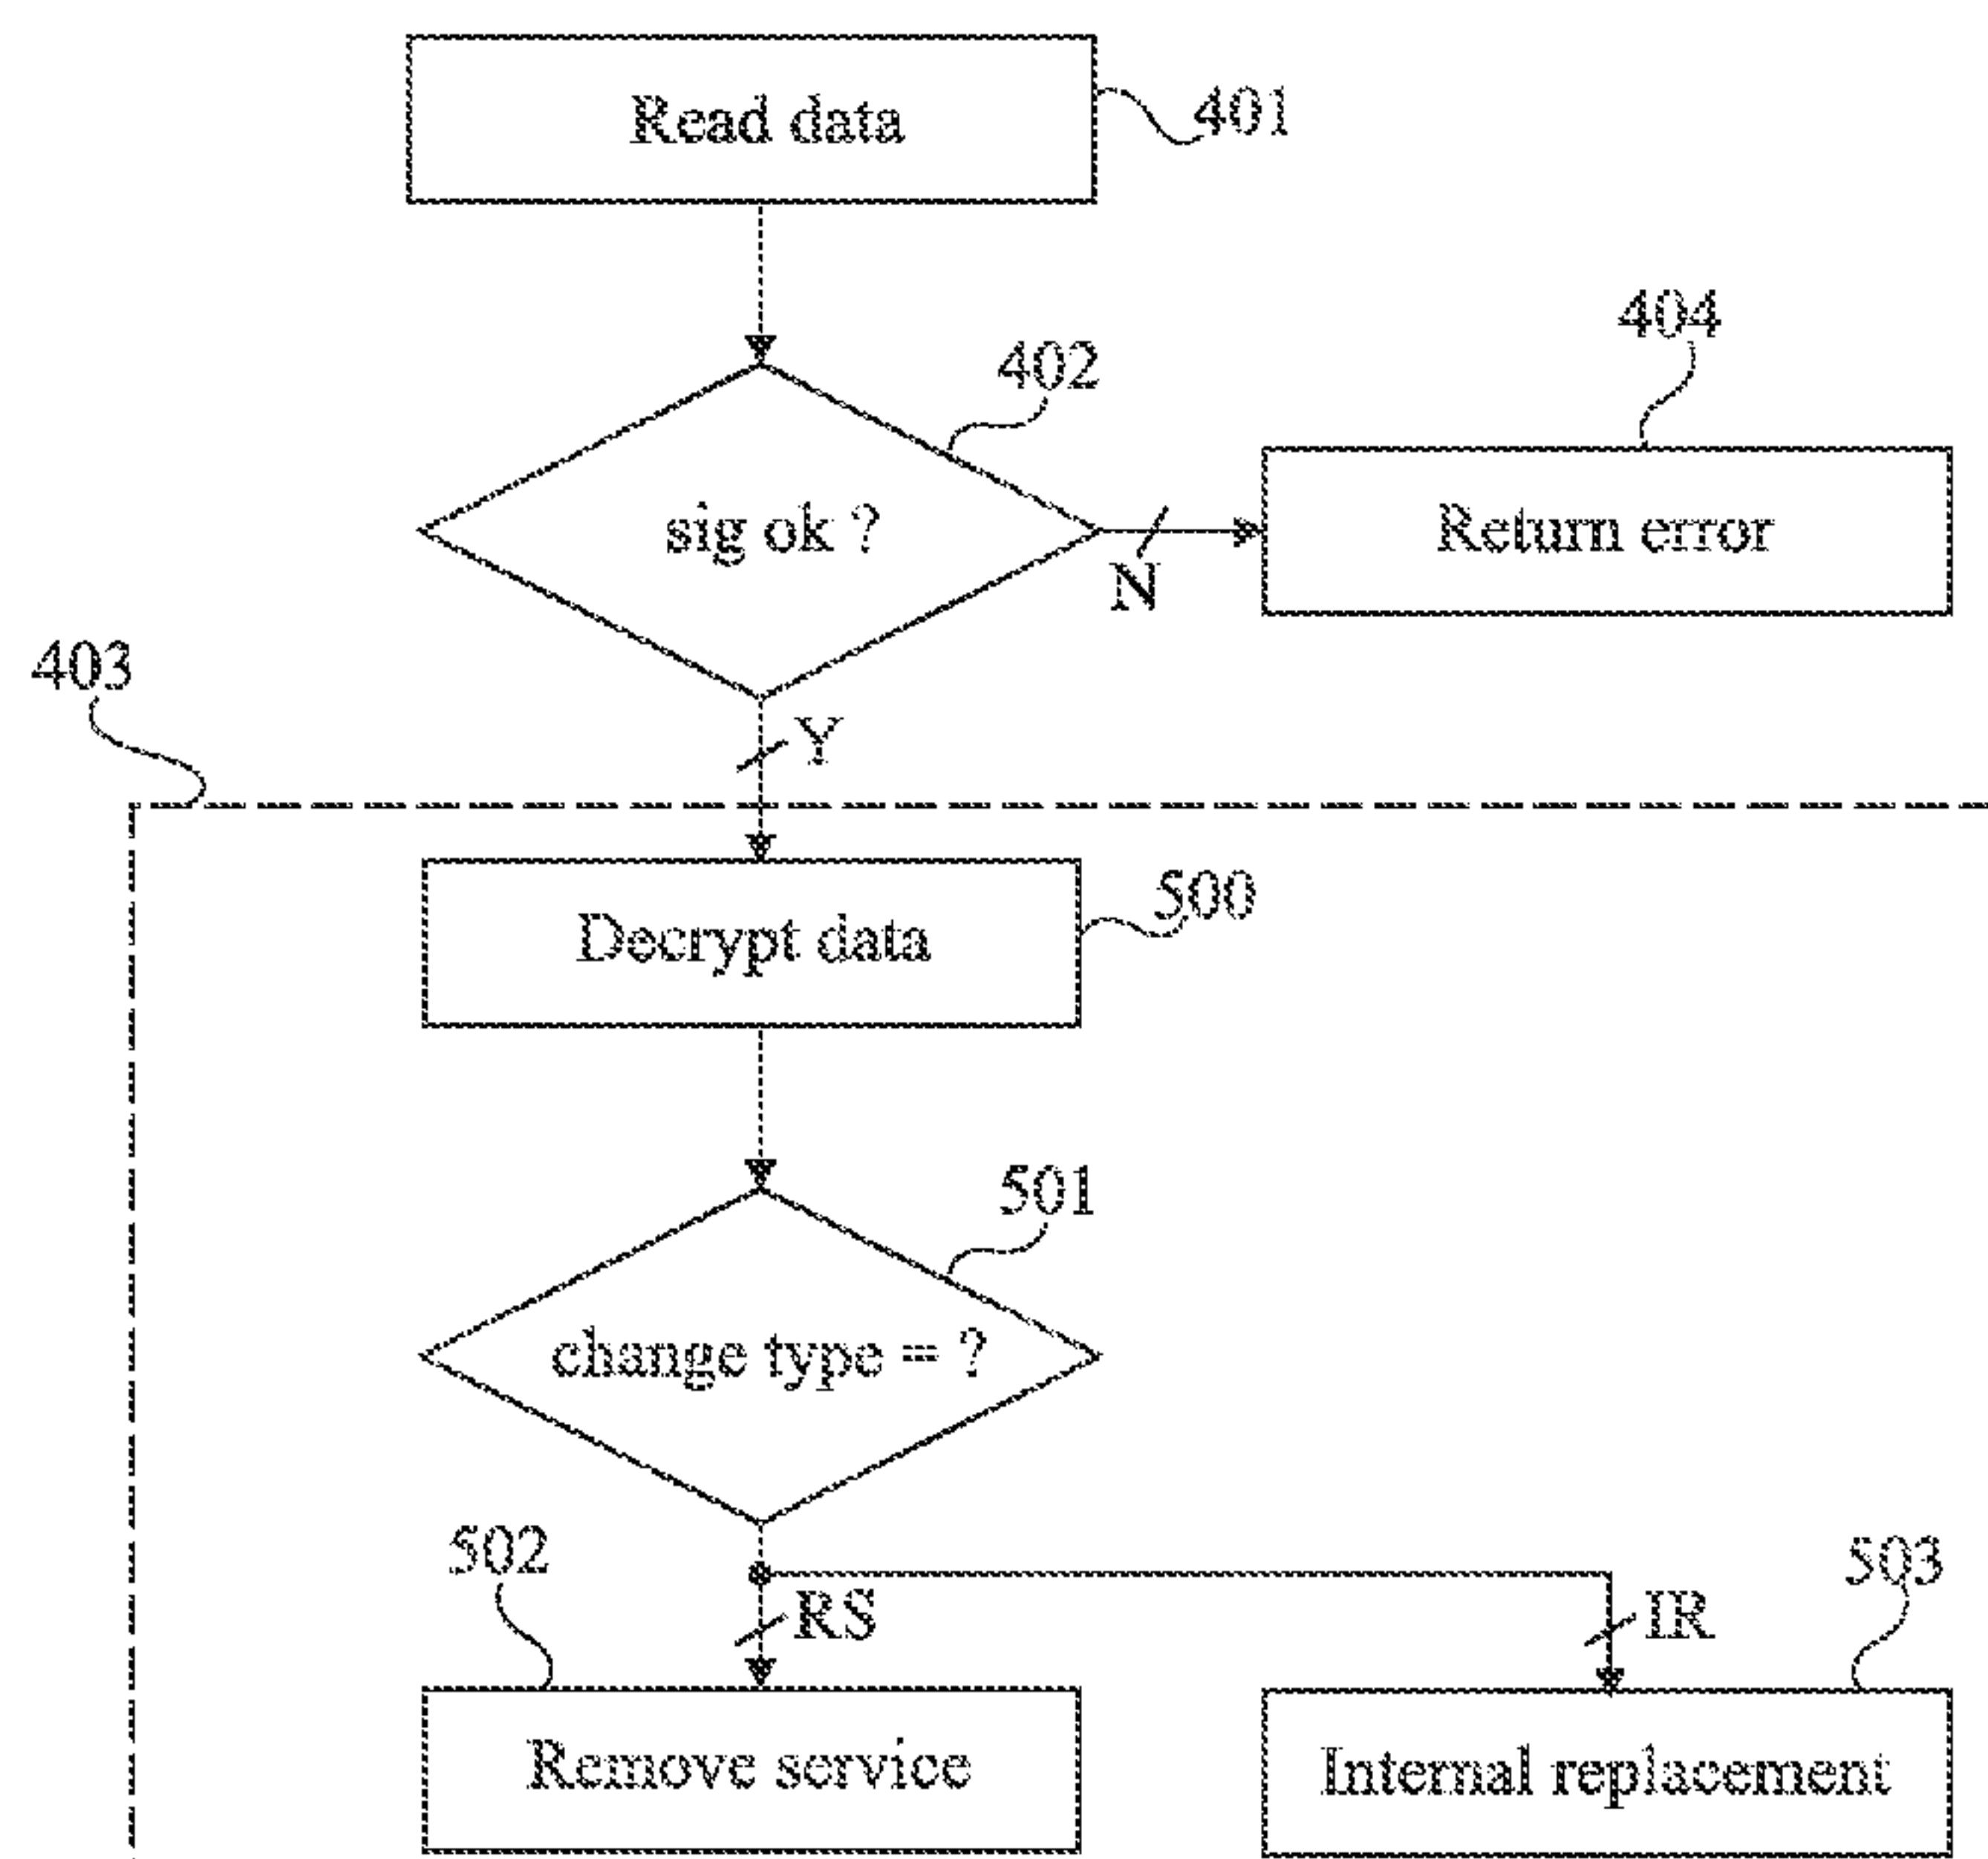 Read data
401
404
402
sig ok ?
Return error
N
403
Y
500
Decrypt data
501
change type = ?
502
503
RS
IR
Remove service
Internal replacement